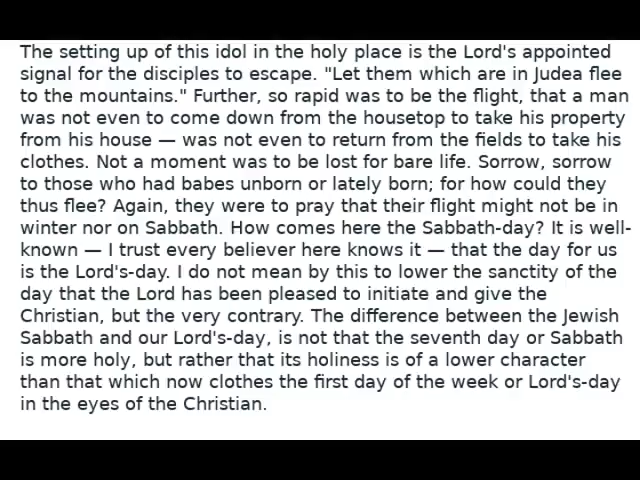 The setting up of this idol in the holy place is the Lord's appointed
signal for the disciples to escape. "Let them which are in Judea flee
to the mountains." Further, so rapid was to be the flight, that a man
was not even to come down from the housetop to take his property
from his house — was not even to return from the fields to take his
clothes. Not a moment was to be lost for bare life. Sorrow, sorrow
to those who had babes unborn or lately born; for how could they
thus flee? Again, they were to pray that their flight might not be in
winter nor on Sabbath. How comes here the Sabbath-day? It is well-
known — I trust every believer here knows it — that the day for us
is the Lord's-day. I do not mean by this to lower the sanctity of the
day that the Lord has been pleased to initiate and give the
Christian, but the very contrary. The difference between the Jewish
Sabbath and our Lord's-day, is not that the seventh day or Sabbath
is more holy, but rather that its holiness is of a lower character
than that which now clothes the first day of the week or Lord's-day
in the eyes of the Christian.